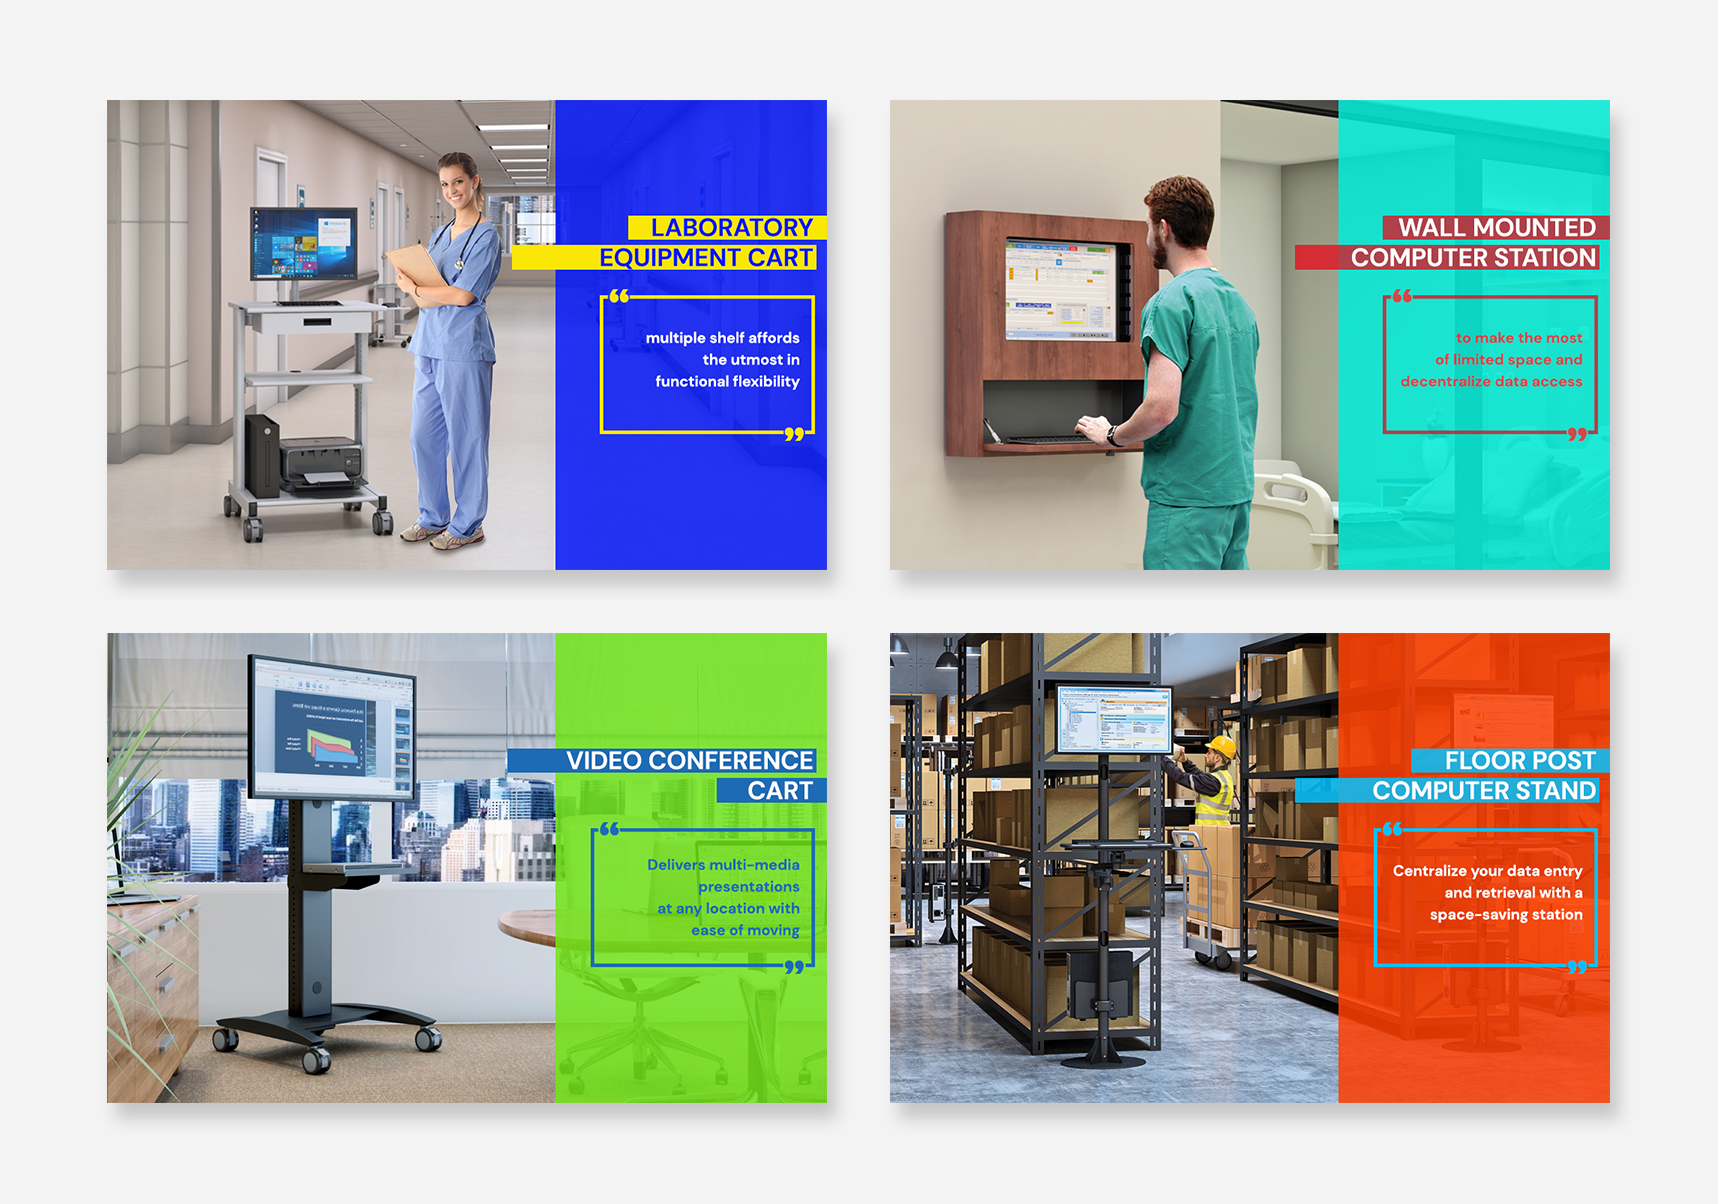 LABORATORY
EQUIPMENT CART
“
multiple shelf affords
the utmost in
functional flexibility
”
WALL MOUNTED
COMPUTER STATION
“
to make the most
of limited space and
decentralize data access
”
VIDEO CONFERENCE
CART
“
Delivers multi-media
presentations
at any location with
ease of moving
”
FLOOR POST
COMPUTER STAND
“
Centralize your data entry
and retrieval with a
space-saving station
”